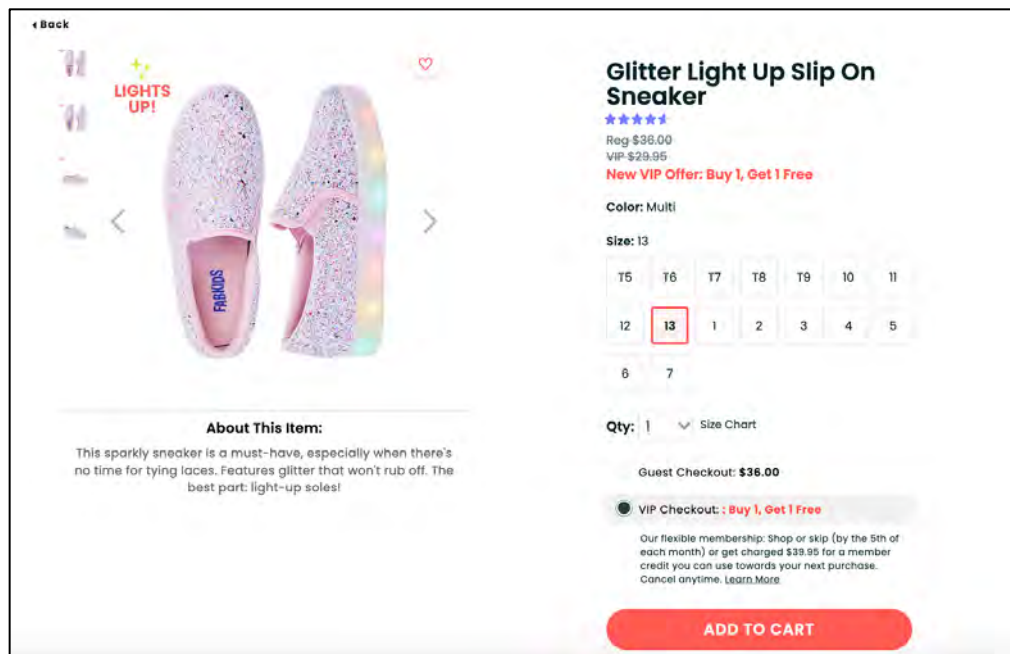 Back
LIGHTS
UP!
FABKIDS
About This Item:
This sparkly sneaker is a must-have, especially when there's
no time for tying laces. Features glitter that won't rub off. The
best part: light-up soles!
Glitter Light Up Slip On
Sneaker
Reg $36.00
VIP $29.95
New VIP Offer: Buy 1, Get 1 Free
Color: Multi
Size: 13
T5 T6 T7 T8 T9 10 11
12 13 1 2 3 4 5
6 7
Qty: 1 Size Chart
Guest Checkout: $36.00
VIP Checkout: : Buy 1, Get 1 Free
Our flexible membership: Shop or skip (by the 5th of
each month) or get charged $39.95 for a member
credit you can use towards your next purchase.
Cancel anytime. Learn More
ADD TO CART